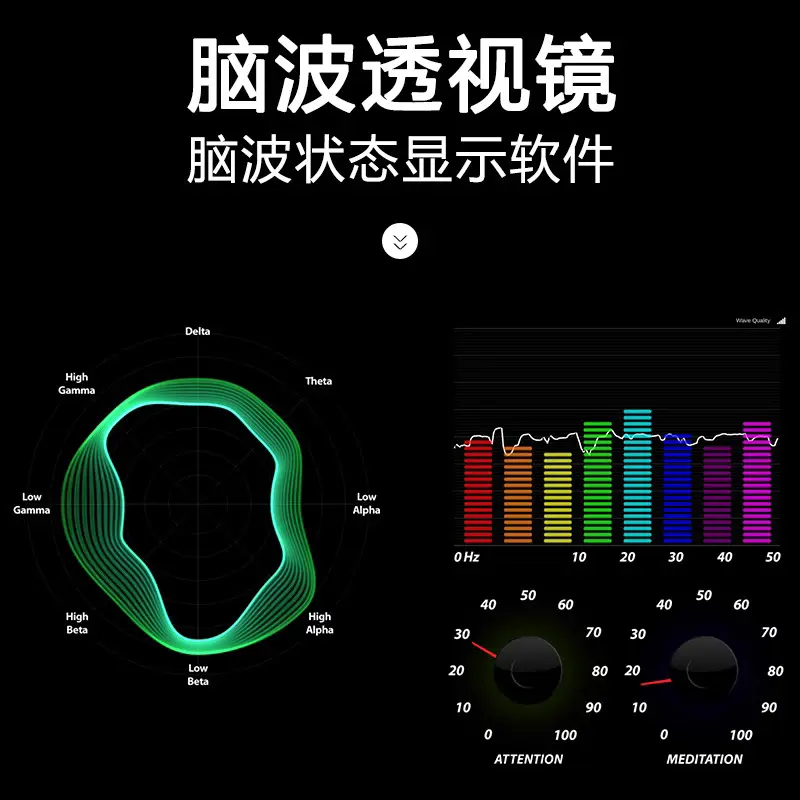 脑波透视镜
脑波状态显示软件
Delta
Theta
Low
Alpha
High
Alpha
Low
Beta
High
Beta
Low
Gamma
High
Gamma
Wave Quality
0 Hz 10 20 30 40 50
0 10 20 30 40 50 60 70 80 90 100
ATTENTION
0 10 20 30 40 50 60 70 80 90 100
MEDITATION